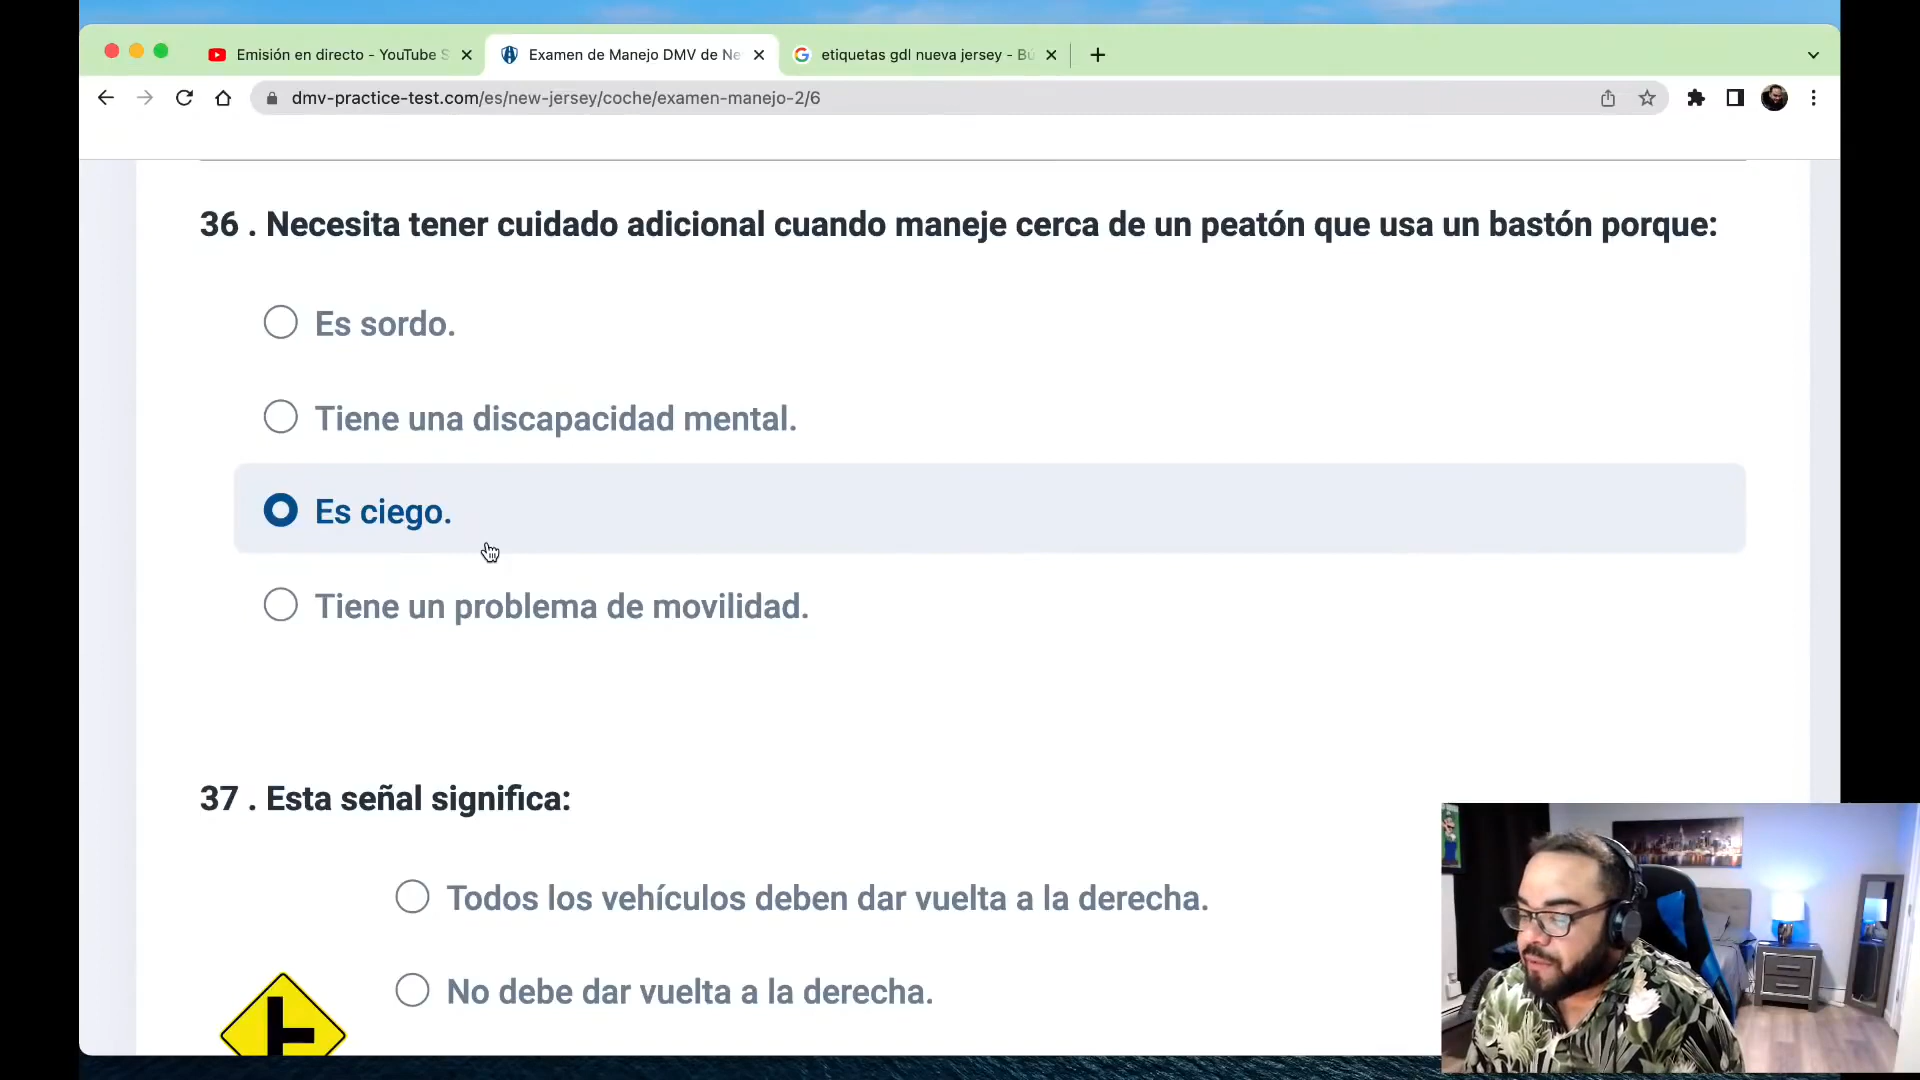 Emisión en directo - YouTube S
Examen de Manejo DMV de Ne
etiquetas gdl nueva jersey - Bú
dmv-practice-test.com/es/new-jersey/coche/examen-manejo-2/6
36 . Necesita tener cuidado adicional cuando maneje cerca de un peatón que usa un bastón porque:
Es sordo.
Tiene una discapacidad mental.
Es ciego.
Tiene un problema de movilidad.
37 . Esta señal significa:
Todos los vehículos deben dar vuelta a la derecha.
No debe dar vuelta a la derecha.